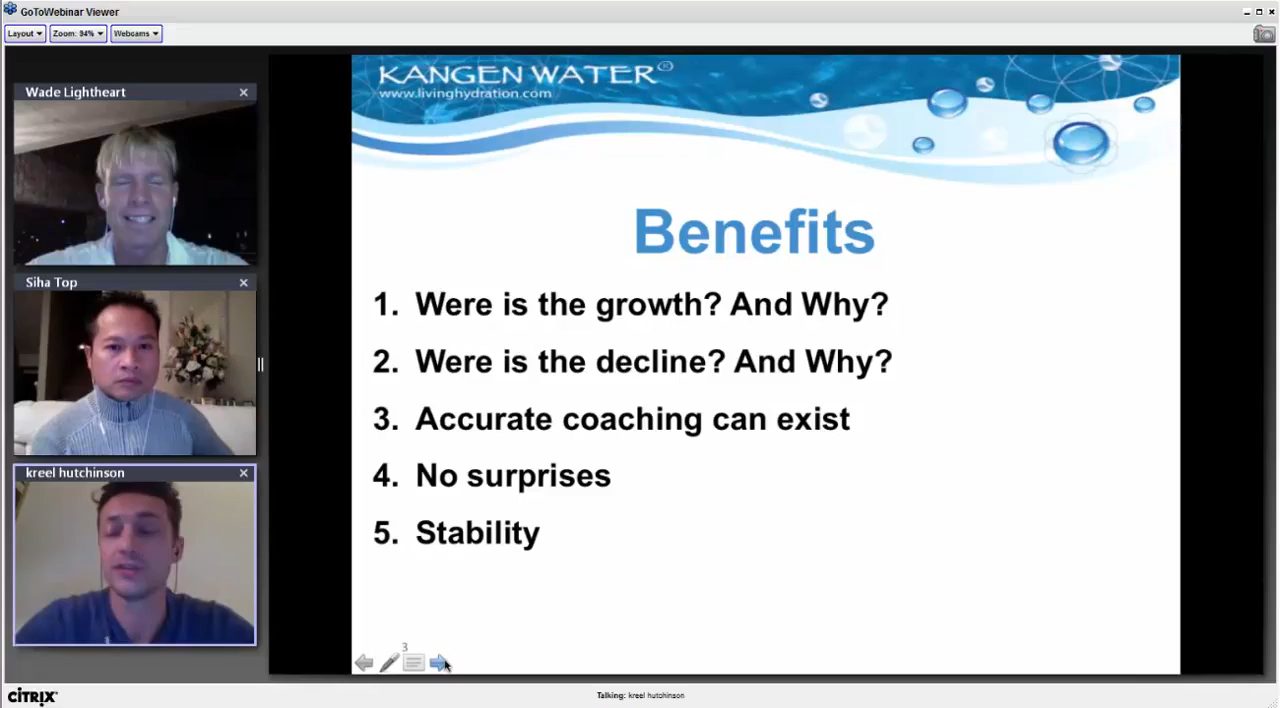 GoToWebinar Viewer
Layout Zoom: 94% Webcams
Wade Lightheart
Siha Top
kreel hutchinson
KANGEN WATER®
www.livinghydration.com
Benefits
1. Were is the growth? And Why?
2. Were is the decline? And Why?
3. Accurate coaching can exist
4. No surprises
5. Stability
3
CITRIX®
Talking: kreel hutchinson